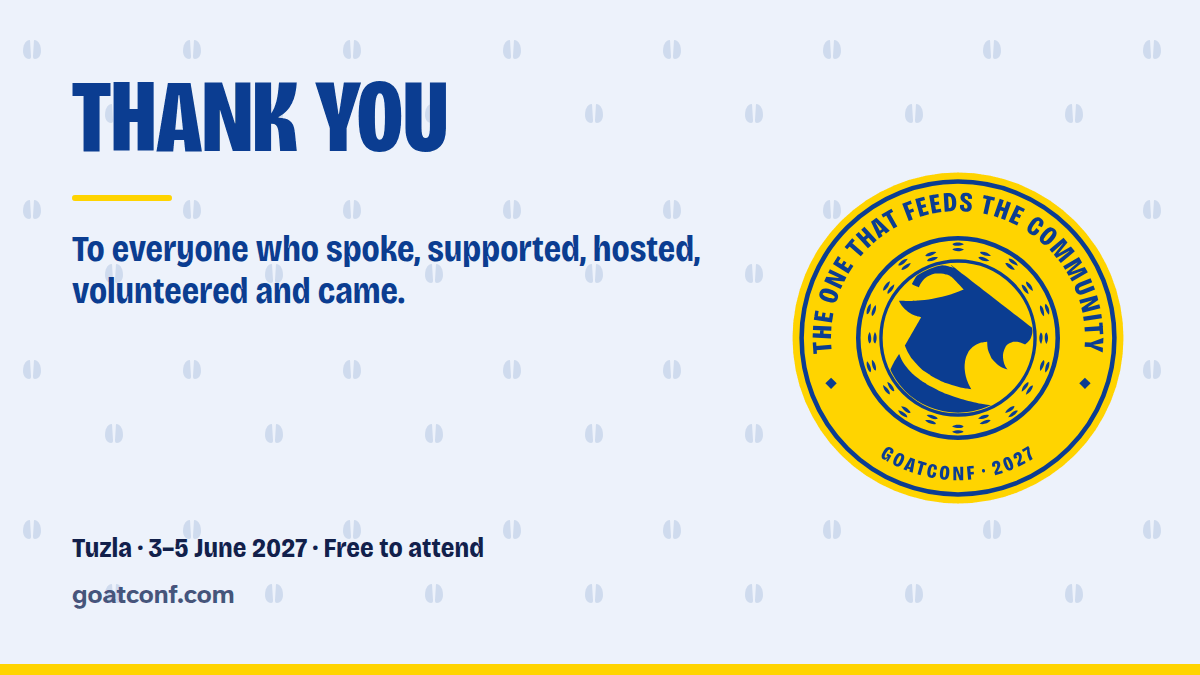 THANK YOU
To everyone who spoke, supported, hosted,
volunteered and came.
THE ONE THAT FEEDS THE COMMUNITY
GOATCONF · 2027
Tuzla · 3–5 June 2027 · Free to attend
goatconf.com